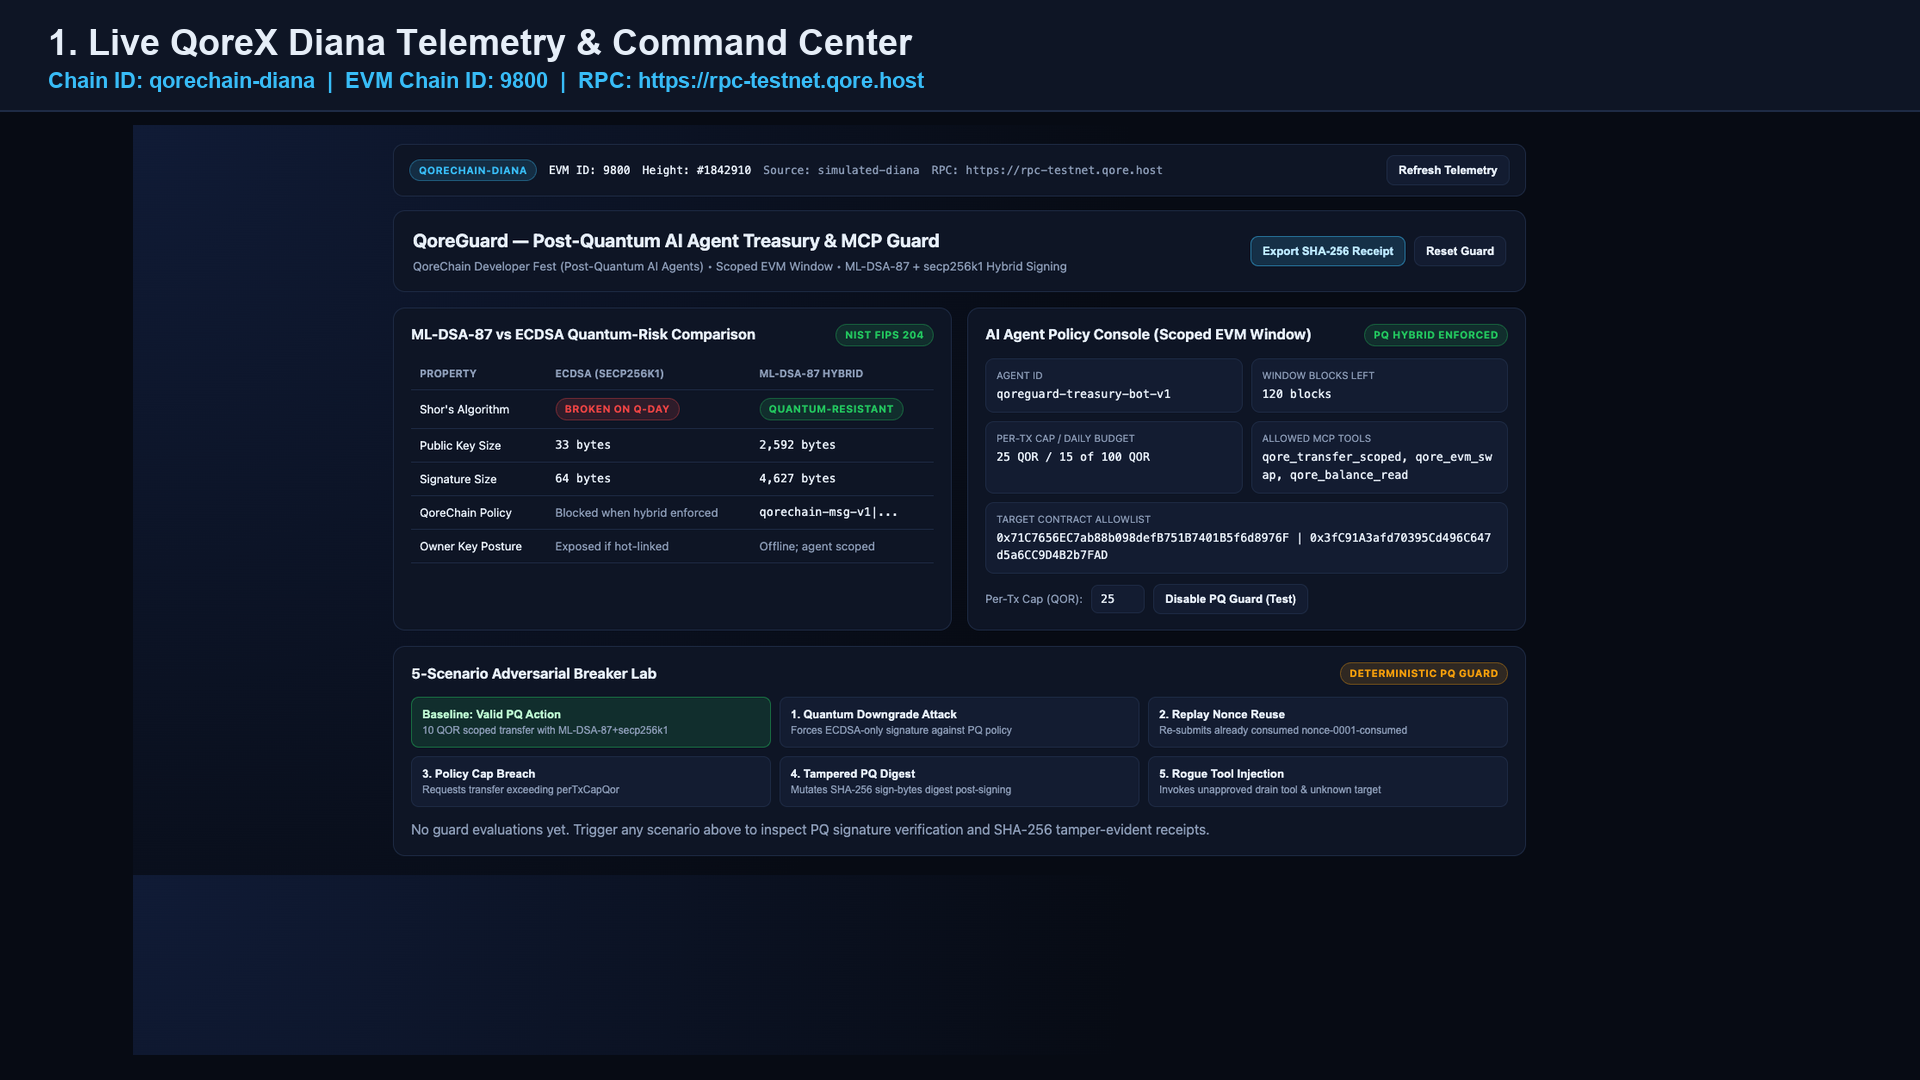 1. Live QoreX Diana Telemetry & Command Center
Chain ID: qorechain-diana | EVM Chain ID: 9800 | RPC: https://rpc-testnet.qore.host
QORECHAIN-DIANA EVM ID: 9800 Height: #1842910 Source: simulated-diana RPC: https://rpc-testnet.qore.host Refresh Telemetry
QoreGuard — Post-Quantum AI Agent Treasury & MCP Guard
QoreChain Developer Fest (Post-Quantum AI Agents) • Scoped EVM Window • ML-DSA-87 + secp256k1 Hybrid Signing
Export SHA-256 Receipt Reset Guard
ML-DSA-87 vs ECDSA Quantum-Risk Comparison NIST FIPS 204
PROPERTY ECDSA (SECP256K1) ML-DSA-87 HYBRID
Shor's Algorithm BROKEN ON Q-DAY QUANTUM-RESISTANT
Public Key Size 33 bytes 2,592 bytes
Signature Size 64 bytes 4,627 bytes
QoreChain Policy Blocked when hybrid enforced qorechain-msg-v1|...
Owner Key Posture Exposed if hot-linked Offline; agent scoped
AI Agent Policy Console (Scoped EVM Window) PQ HYBRID ENFORCED
AGENT ID
qoreguard-treasury-bot-v1
WINDOW BLOCKS LEFT
120 blocks
PER-TX CAP / DAILY BUDGET
25 QOR / 15 of 100 QOR
ALLOWED MCP TOOLS
qore_transfer_scoped, qore_evm_sw
ap, qore_balance_read
TARGET CONTRACT ALLOWLIST
0x71C7656EC7ab88b098defB751B7401B5f6d8976F | 0x3fC91A3afd70395Cd496C647
d5a6CC9D4B2b7FAD
Per-Tx Cap (QOR): 25 Disable PQ Guard (Test)
5-Scenario Adversarial Breaker Lab DETERMINISTIC PQ GUARD
Baseline: Valid PQ Action
10 QOR scoped transfer with ML-DSA-87+secp256k1
1. Quantum Downgrade Attack
Forces ECDSA-only signature against PQ policy
2. Replay Nonce Reuse
Re-submits already consumed nonce-0001-consumed
3. Policy Cap Breach
Requests transfer exceeding perTxCapQor
4. Tampered PQ Digest
Mutates SHA-256 sign-bytes digest post-signing
5. Rogue Tool Injection
Invokes unapproved drain tool & unknown target
No guard evaluations yet. Trigger any scenario above to inspect PQ signature verification and SHA-256 tamper-evident receipts.